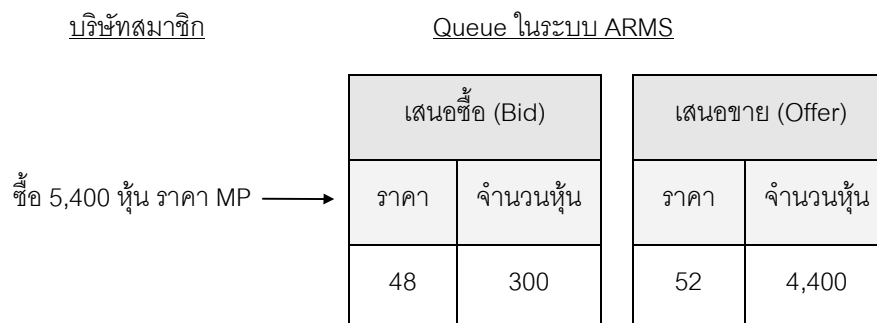 บริษัทสมาชิก Queue ในระบบ ARMS
เสนอซื้อ (Bid) เสนอขาย (Offer)
ซื้อ 5,400 หุ้น ราคา MP ราคา จำนวนหุ้น ราคา จำนวนหุ้น
48 300 52 4,400